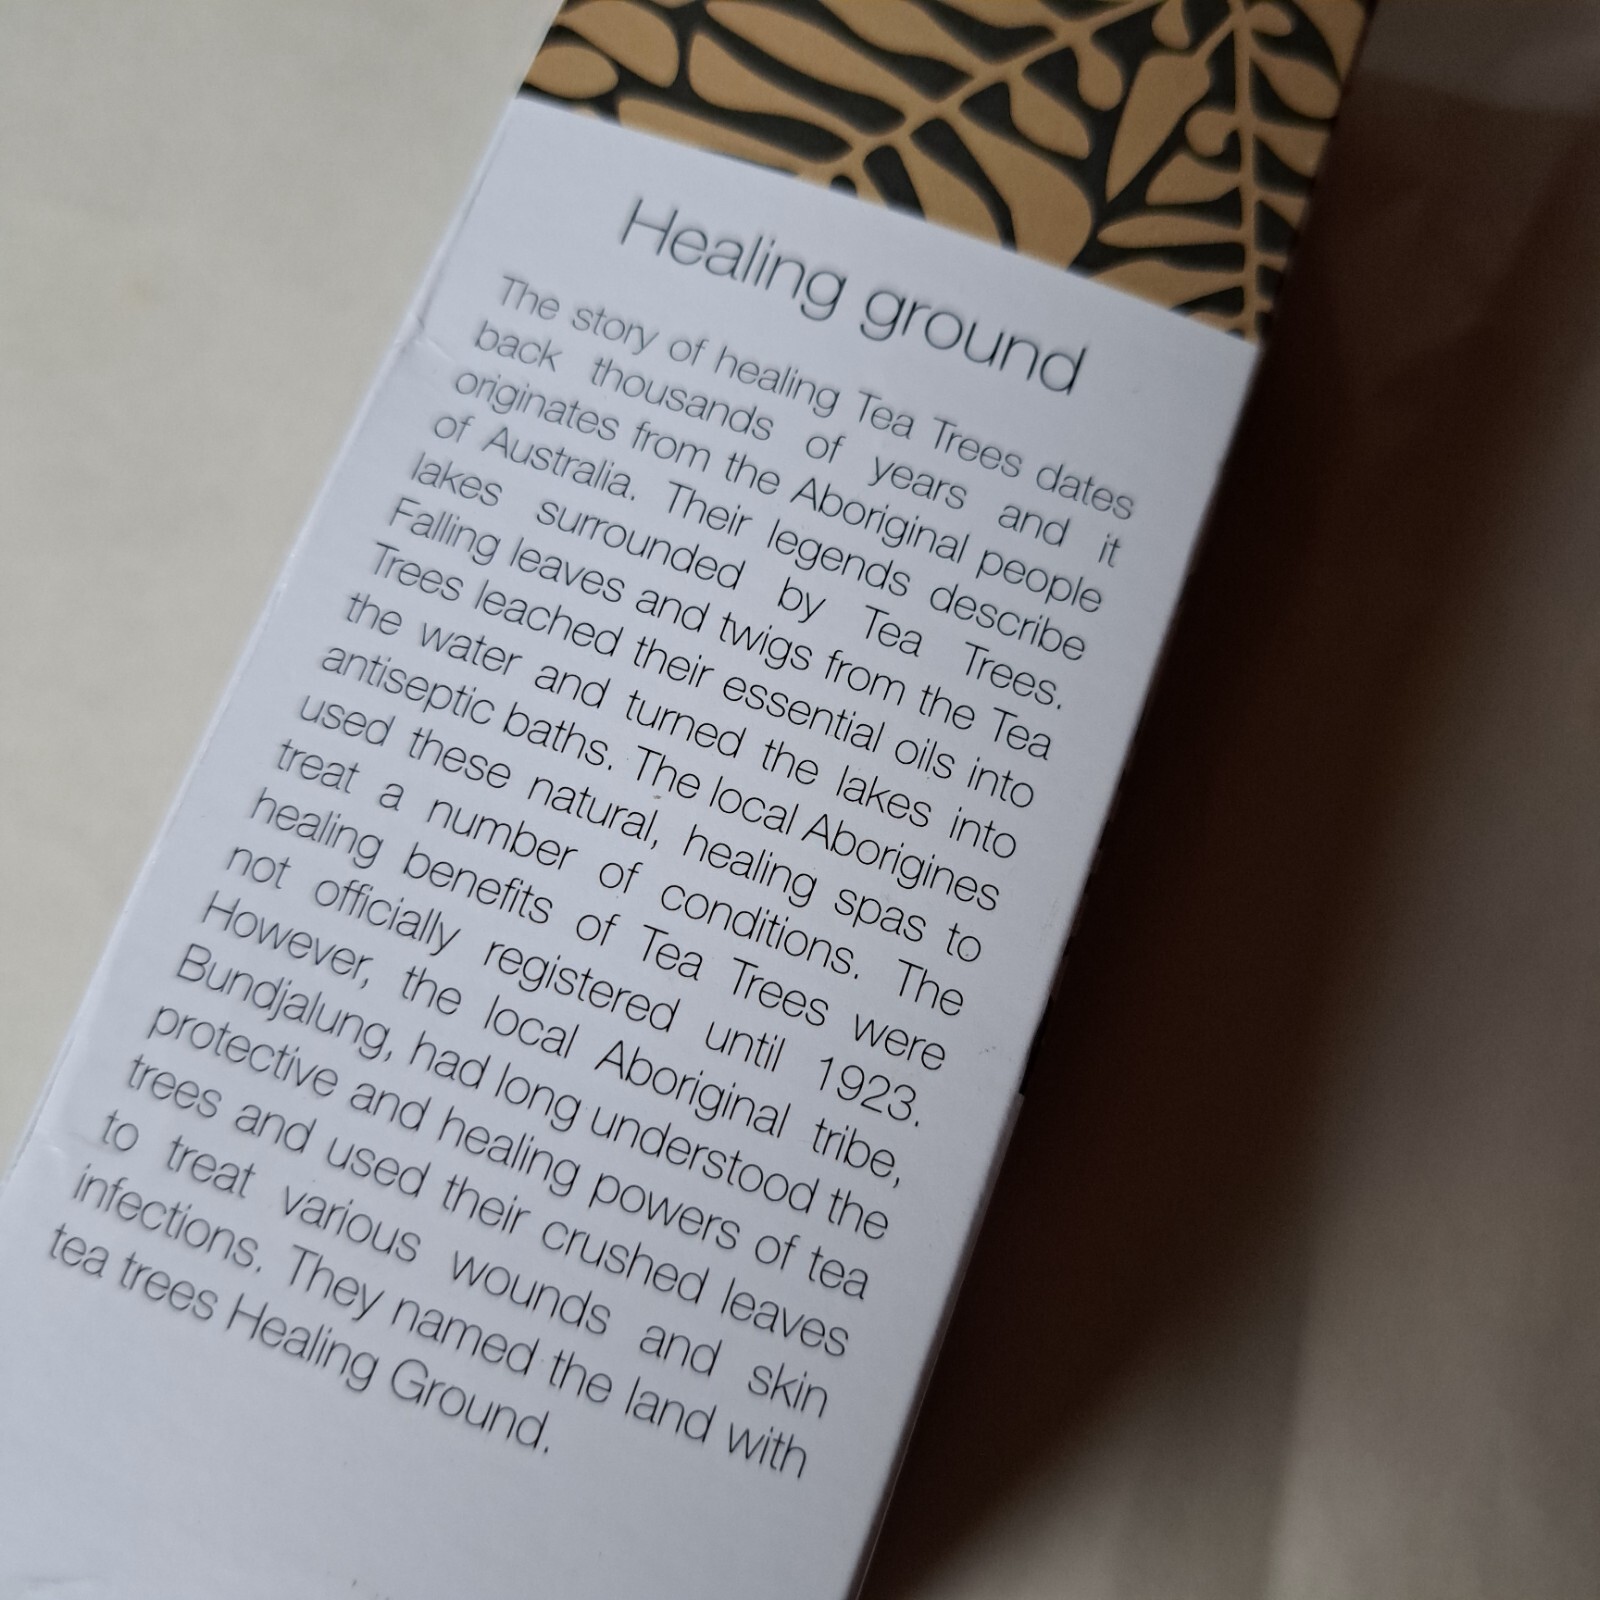 Healing ground
The story of healing Tea Trees dates
back thousands of years and it
originates from the Aboriginal people
of Australia. Their legends describe
lakes surrounded by Tea Trees.
Falling leaves and twigs from the Tea
Trees leached their essential oils into
the water and turned the lakes into
antiseptic baths. The local Aborigines
used these natural, healing spas to
treat a number of conditions. The
healing benefits of Tea Trees were
not officially registered until 1923.
However, the local Aboriginal tribe,
Bundjalung, had long understood the
protective and healing powers of tea
trees and used their crushed leaves
to treat various wounds and skin
infections. They named the land with
tea trees Healing Ground.